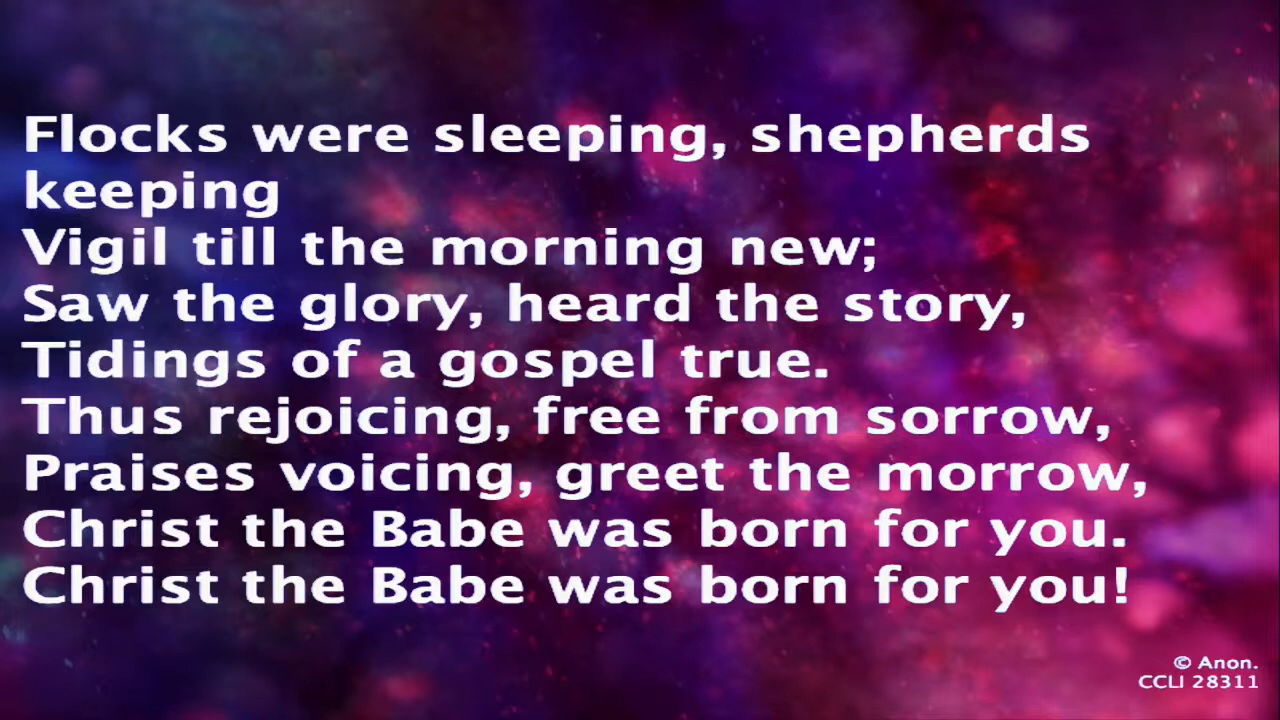 Flocks were sleeping, shepherds
keeping
Vigil till the morning new;
Saw the glory, heard the story,
Tidings of a gospel true.
Thus rejoicing, free from sorrow,
Praises voicing, greet the morrow,
Christ the Babe was born for you.
Christ the Babe was born for you!
© Anon.
CCLI 28311